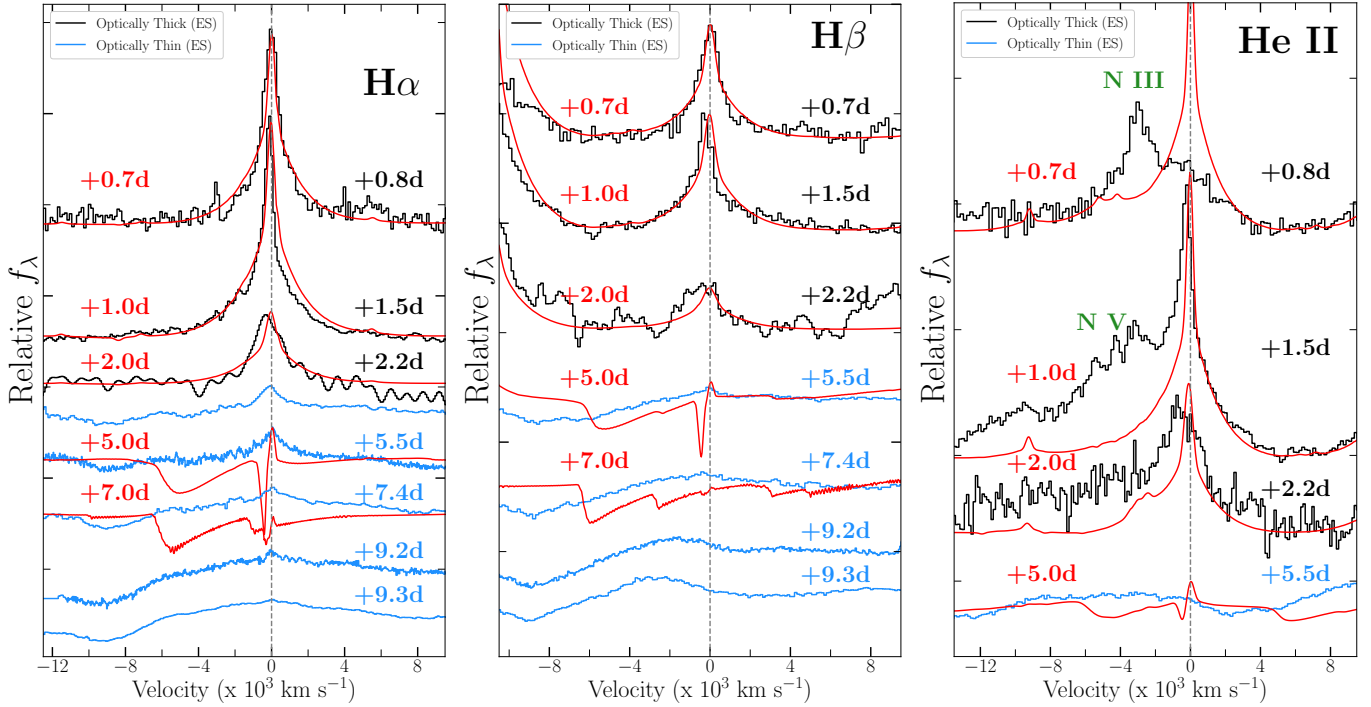 Optically Thick (ES)
Optically Thin (ES)
Hα
+0.7d
+0.8d
+1.0d
+1.5d
+2.0d
+2.2d
+5.0d
+5.5d
+7.0d
+7.4d
+9.2d
+9.3d
Relative fλ
−12 −8 −4 0 4 8
Velocity (x 10³ km s⁻¹)
Optically Thick (ES)
Optically Thin (ES)
Hβ
+0.7d
+0.7d
+1.0d
+1.5d
+2.0d
+2.2d
+5.0d
+5.5d
+7.0d
+7.4d
+9.2d
+9.3d
Relative fλ
−8 −4 0 4 8
Velocity (x 10³ km s⁻¹)
Optically Thick (ES)
Optically Thin (ES)
He II
N III
+0.7d
+0.8d
N V
+1.0d
+1.5d
+2.0d
+2.2d
+5.0d
+5.5d
Relative fλ
−12 −8 −4 0 4 8
Velocity (x 10³ km s⁻¹)